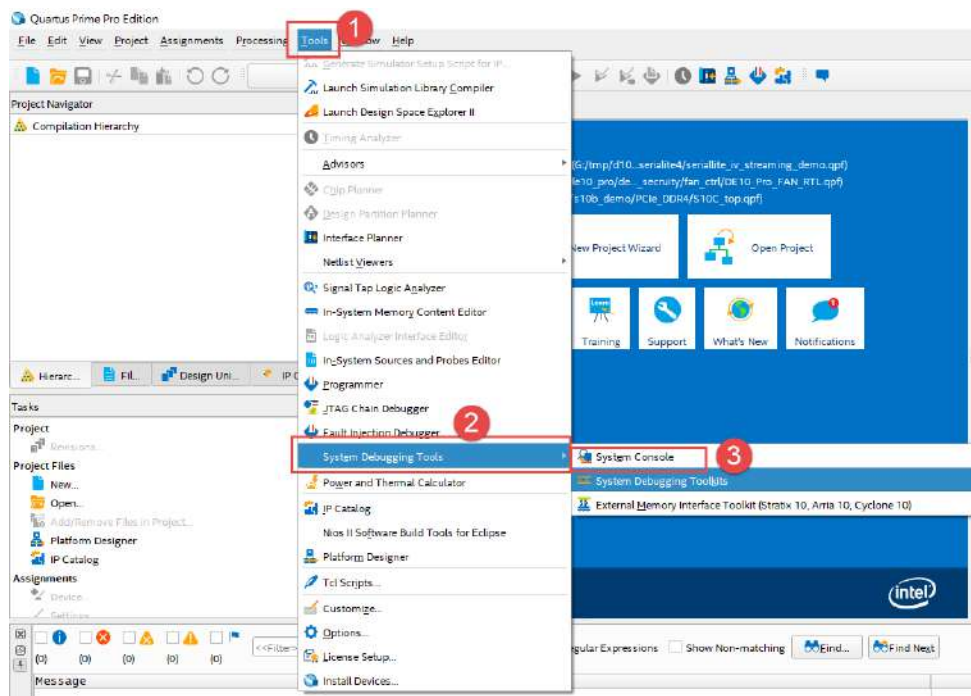 Quartus Prime Pro Edition
File Edit View Project Assignments Processing Tools Help
1
Project Navigator
Compilation Hierarchy
Generate Simulator Setup Script for IP...
Launch Simulation Library Compiler
Launch Design Space Explorer II
Timing Analyzer
Advisors
Chip Planner
Design Partition Planner
Interface Planner
Netlist Viewers
Signal Tap Logic Analyzer
In-System Memory Content Editor
Logic Analyzer Interface Editor
In-System Sources and Probes Editor
Programmer
JTAG Chain Debugger
Fault Injection Debugger
2
System Debugging Tools
Power and Thermal Calculator
IP Catalog
Nios II Software Build Tools for Eclipse
Platform Designer
Tcl Scripts...
Customize...
Options...
License Setup...
Install Devices...
System Console
3
System Debugging Toolkits
External Memory Interface Toolkit (Stratix 10, Arria 10, Cyclone 10)
(G:/tmp/d10...serialite4/seriallite_iv_streaming_demo.qpf)
de10_pro/de..._secruity/fan_ctrl/DE10_Pro_FAN_RTL.qpf)
s10b_demo/PCIe_DDR4/S10C_top.qpf)
New Project Wizard
Open Project
Training Support What's New Notifications
intel
Hierarc... Fil... Design Uni... IP C
Tasks
Project
Revisions...
Project Files
New...
Open...
Add/Remove Files in Project...
Platform Designer
IP Catalog
Assignments
Device...
Settings
(0) (0) (0) (0) (0)
<<Filter>
gular Expressions Show Non-matching Find... Find Next
Message